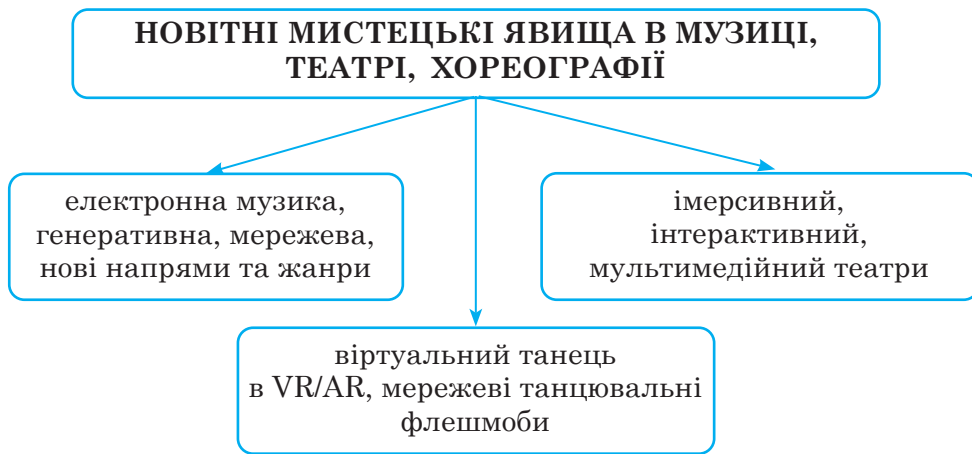 НОВІТНІ МИСТЕЦЬКІ ЯВИЩА В МУЗИЦІ,
ТЕАТРІ, ХОРЕОГРАФІЇ
електронна музика,
генеративна, мережева,
нові напрями та жанри
імерсивний,
інтерактивний,
мультимедійний театри
віртуальний танець
в VR/AR, мережеві танцювальні
флешмоби